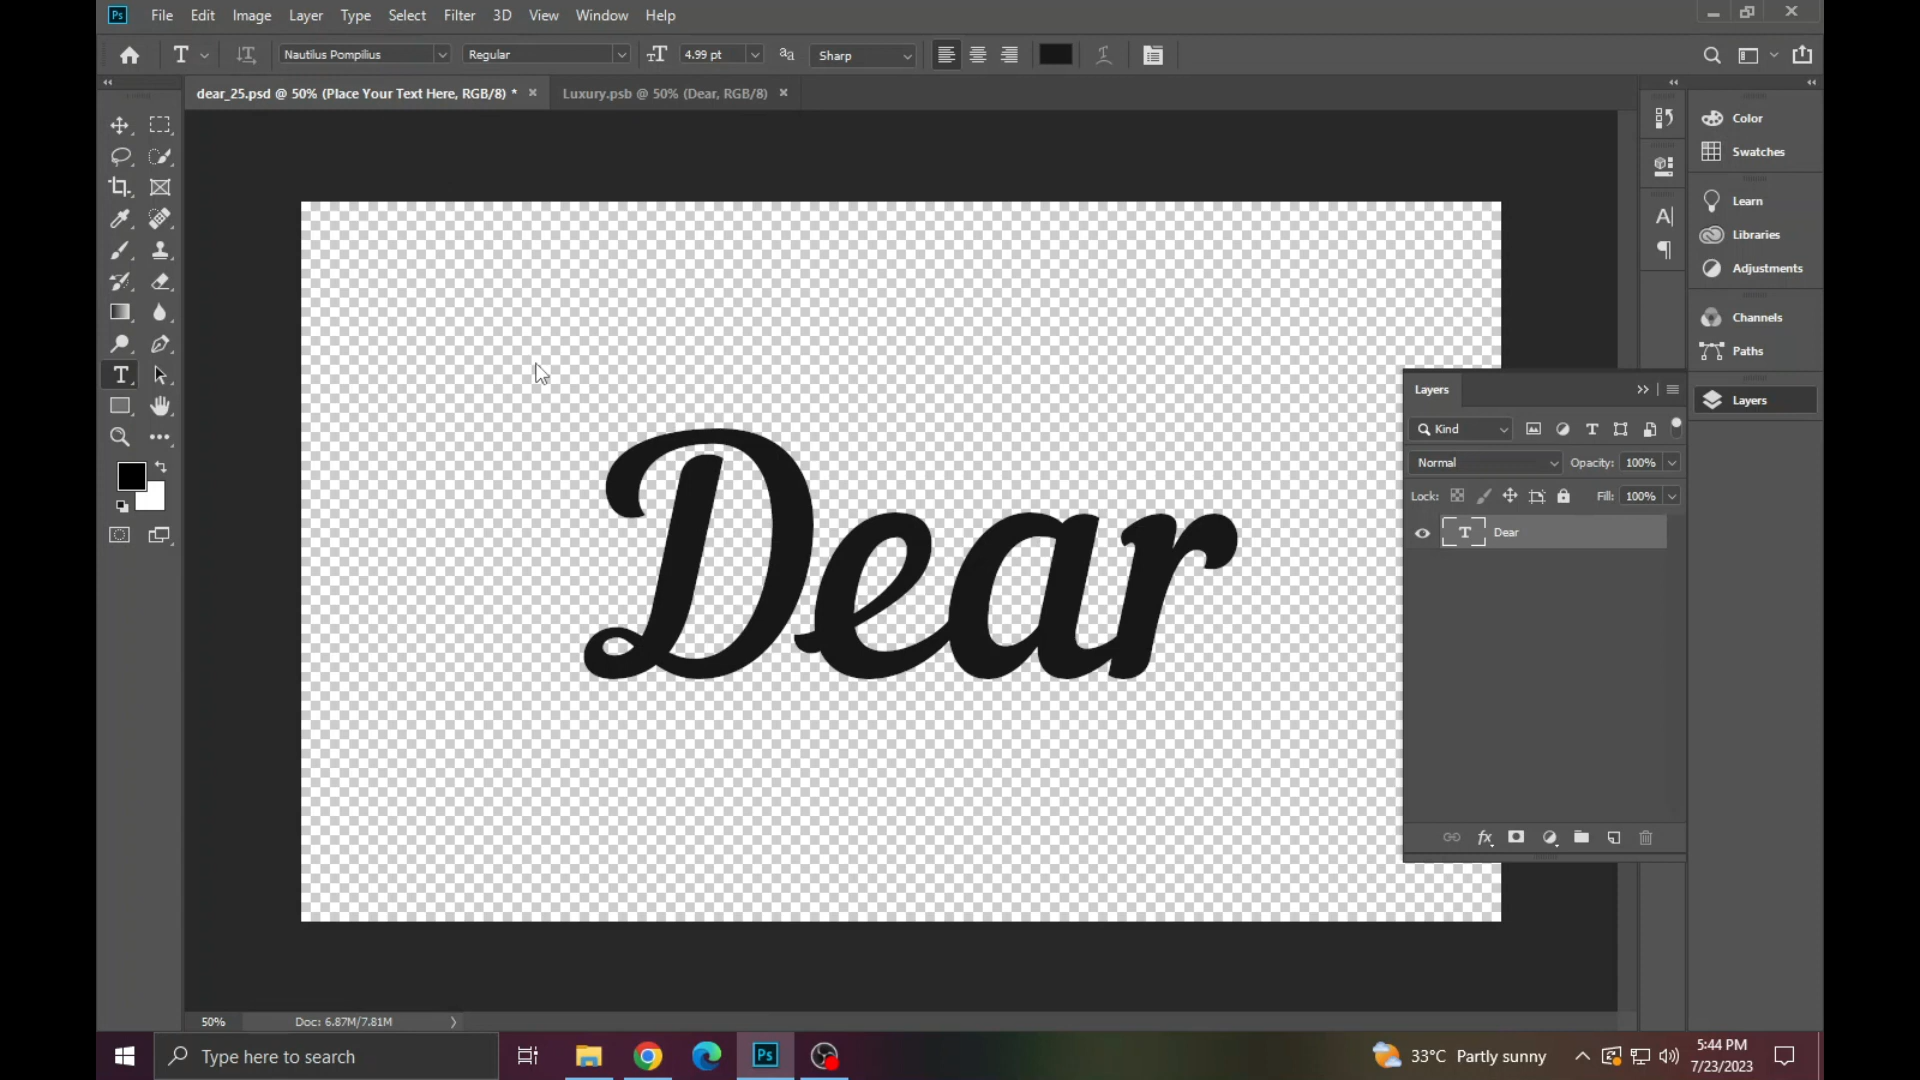 Ps File Edit Image Layer Type Select Filter 3D View Window Help
T Nautilus Pompilius Regular 4.99 pt Sharp
dear_25.psd @ 50% (Place Your Text Here, RGB/8) * × Luxury.psb @ 50% (Dear, RGB/8) ×
Color
Swatches
Learn
Libraries
Adjustments
Channels
Paths
Layers
Dear
Layers
Kind
Normal Opacity: 100%
Lock: Fill: 100%
T Dear
fx
50% Doc: 6.87M/7.81M
Type here to search
Ps
33°C Partly sunny
5:44 PM
7/23/2023